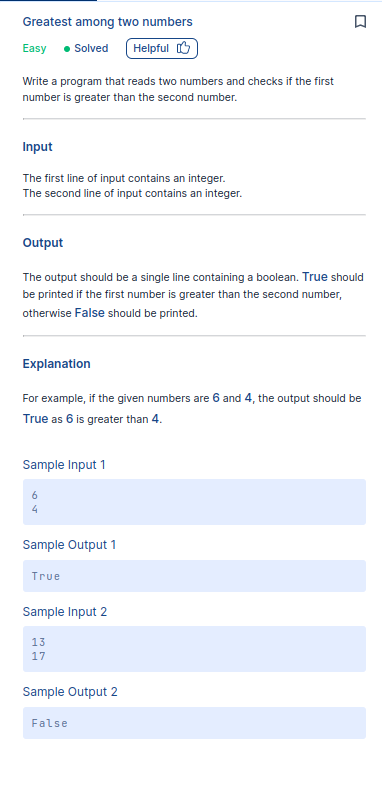 Greatest among two numbers
Easy Solved Helpful
Write a program that reads two numbers and checks if the first
number is greater than the second number.
Input
The first line of input contains an integer.
The second line of input contains an integer.
Output
The output should be a single line containing a boolean. True should
be printed if the first number is greater than the second number,
otherwise False should be printed.
Explanation
For example, if the given numbers are 6 and 4, the output should be
True as 6 is greater than 4.
Sample Input 1
6
4
Sample Output 1
True
Sample Input 2
13
17
Sample Output 2
False